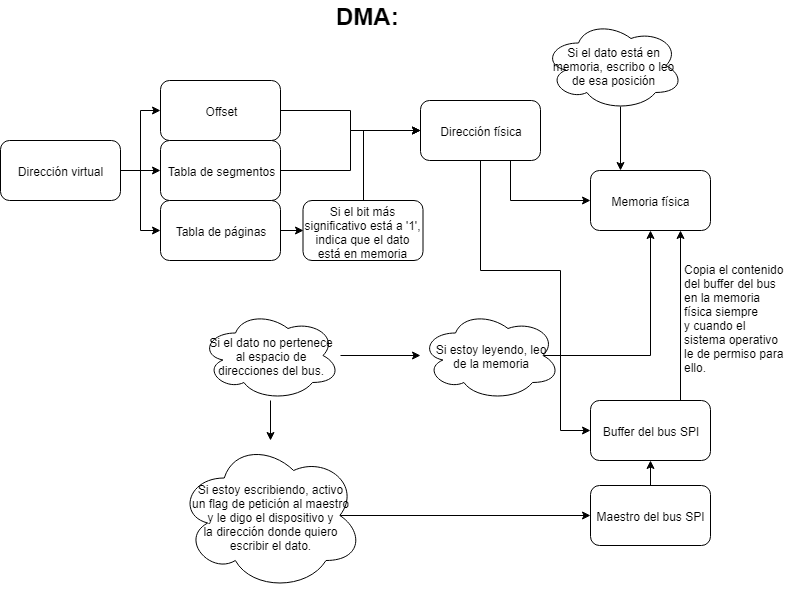 DMA:
Si el dato está en
memoria, escribo o leo
de esa posición
Offset
Dirección física
Dirección virtual
Tabla de segmentos
Memoria física
Tabla de páginas
Si el bit más
significativo está a '1',
indica que el dato
está en memoria
Copia el contenido
del buffer del bus
en la memoria
física siempre
y cuando el
sistema operativo
le de permiso para
ello.
Si el dato no pertenece
al espacio de
direcciones del bus.
Si estoy leyendo, leo
de la memoria
Buffer del bus SPI
Si estoy escribiendo, activo
un flag de petición al maestro
y le digo el dispositivo y
la dirección donde quiero
escribir el dato.
Maestro del bus SPI